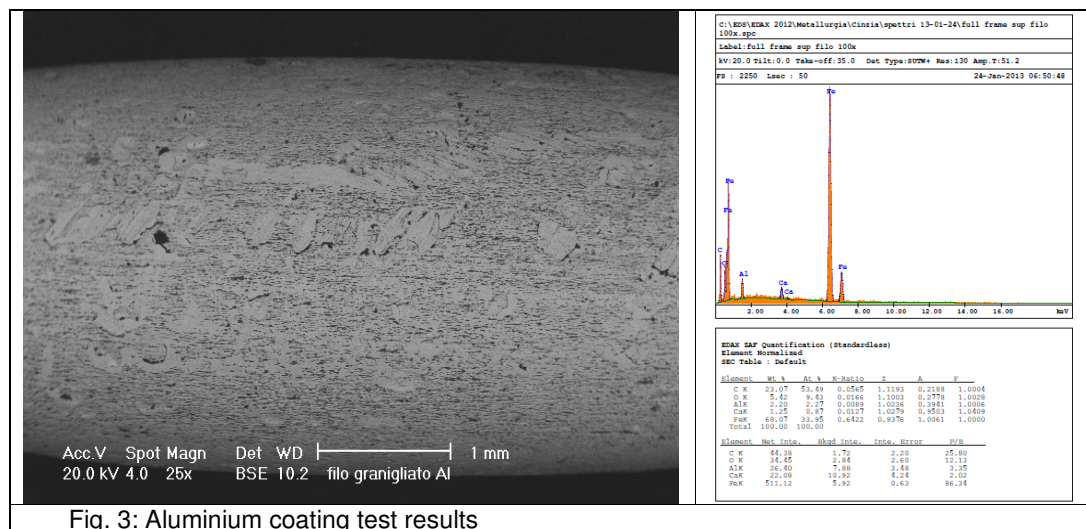 Acc.V Spot Magn Det WD 1 mm
20.0 kV 4.0 25x BSE 10.2 filo granigliato Al
C:\EDS\EDAX 2012\Metallurgia\Cinzia\spettri 13-01-24\full frame sup filo
100x.spc
Label:full frame sup filo 100x
kV:20.0 Tilt:0.0 Take-off:35.0 Det Type:SUTW+ Res:130 Amp.T:51.2
FS : 2250 Lsec : 50 24-Jan-2013 06:50:48
Fe
Fe
Fe
C
O
Al
Ca
Ca
Fe
2.00 4.00 6.00 8.00 10.00 12.00 14.00 16.00 keV
EDAX ZAF Quantification (Standardless)
Element Normalized
SEC Table : Default
Element Wt % At % K-Ratio Z A F
C K 23.07 53.49 0.0565 1.1193 0.2188 1.0004
O K 5.42 9.43 0.0166 1.1003 0.2778 1.0028
AlK 2.20 2.27 0.0089 1.0236 0.3941 1.0006
CaK 1.25 0.87 0.0127 1.0279 0.9503 1.0409
FeK 68.07 33.95 0.6422 0.9376 1.0061 1.0000
Total 100.00 100.00
Element Net Inte. Bkgd Inte. Inte. Error P/B
C K 44.38 1.72 2.20 25.80
O K 34.45 2.84 2.60 12.13
AlK 26.40 7.88 3.48 3.35
CaK 22.08 10.92 4.24 2.02
FeK 511.12 5.92 0.63 86.34
Fig. 3: Aluminium coating test results